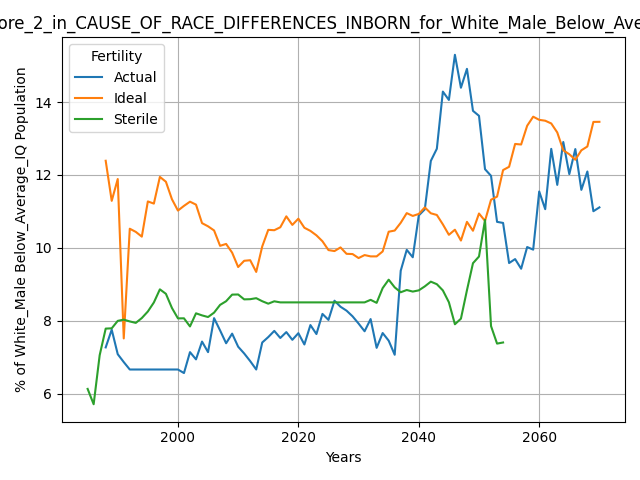 ore_2_in_CAUSE_OF_RACE_DIFFERENCES_INBORN_for_White_Male_Below_Ave
Fertility
Actual
Ideal
Sterile
% of White_Male Below_Average_IQ Population
14
12
10
8
6
2000 2020 2040 2060
Years